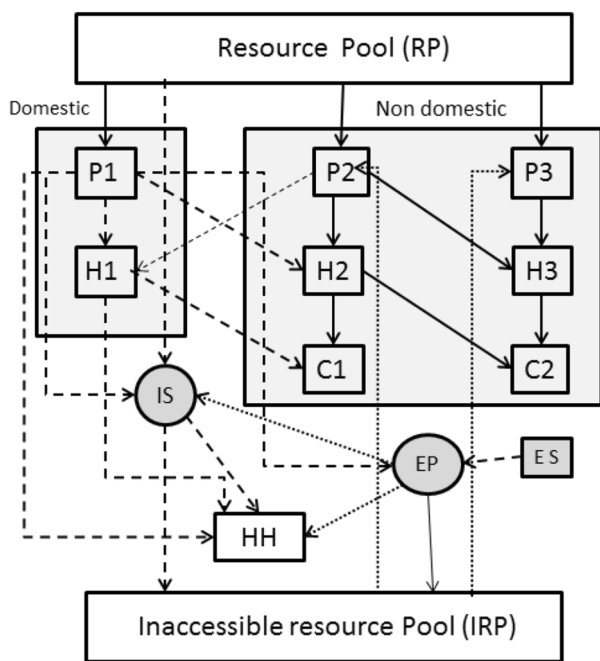 Resource Pool (RP)
Domestic
Non domestic
P1
P2
P3
H1
H2
H3
C1
C2
IS
EP
E S
HH
Inaccessible resource Pool (IRP)